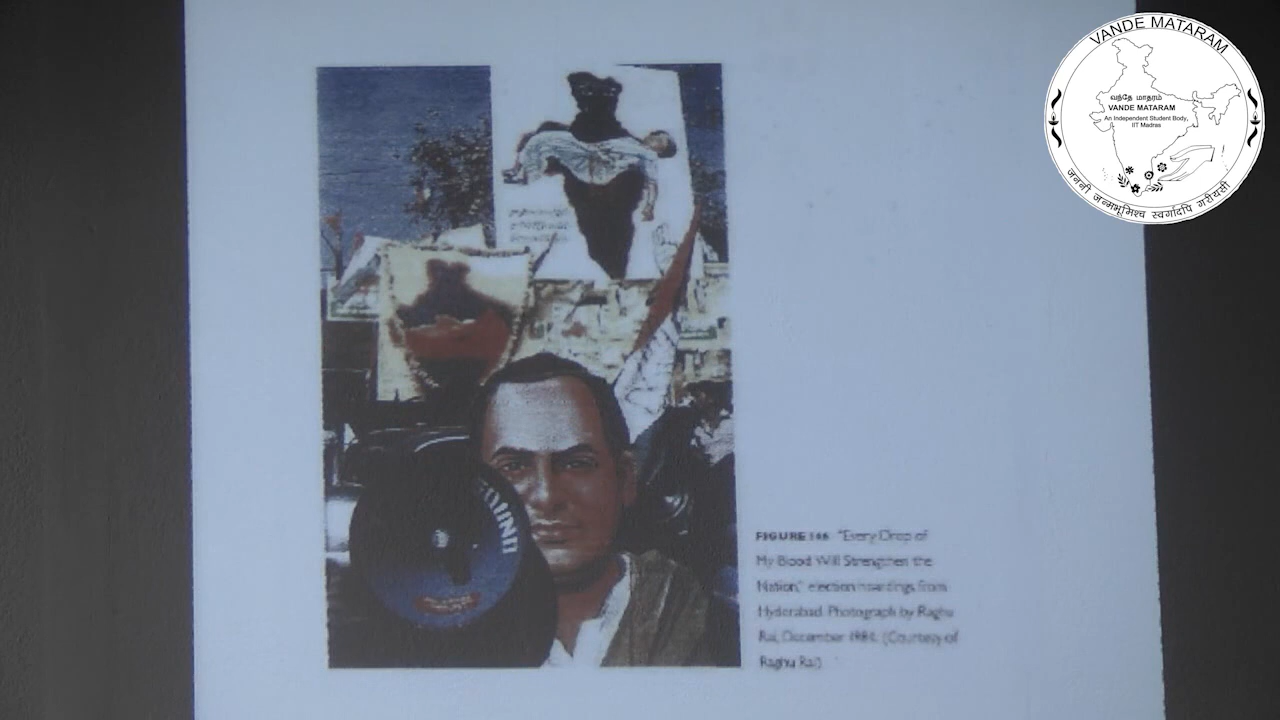 VANDE MATARAM
வந்தே மாதரம்
VANDE MATARAM
An Independent Student Body,
IIT Madras
जननी जन्मभूमिश्च स्वर्गादपि गरीयसी
OUND
FIGURE 146 "Every Drop of
My Blood Will Strengthen the
Nation," election hoardings from
Hyderabad. Photograph by Raghu
Rai, December 1984. (Courtesy of
Raghu Rai)